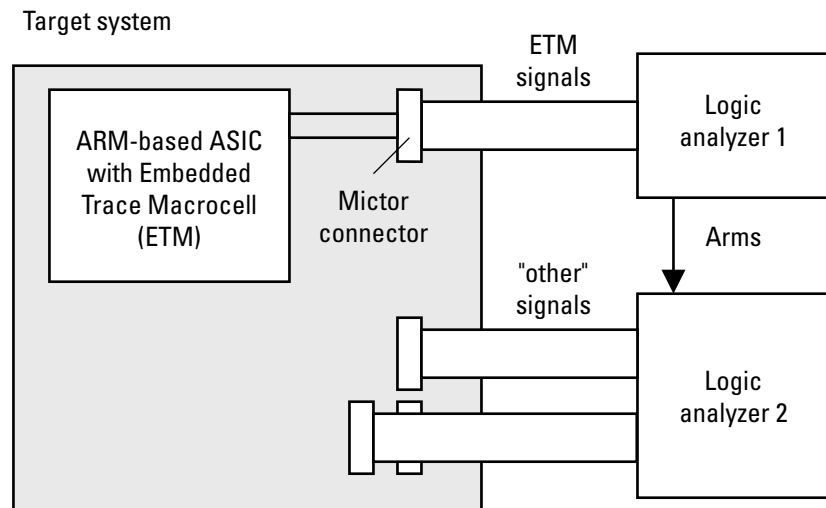 Target system
ETM
signals
ARM-based ASIC
with Embedded
Trace Macrocell
(ETM)
Logic
analyzer 1
Mictor
connector
Arms
"other"
signals
Logic
analyzer 2